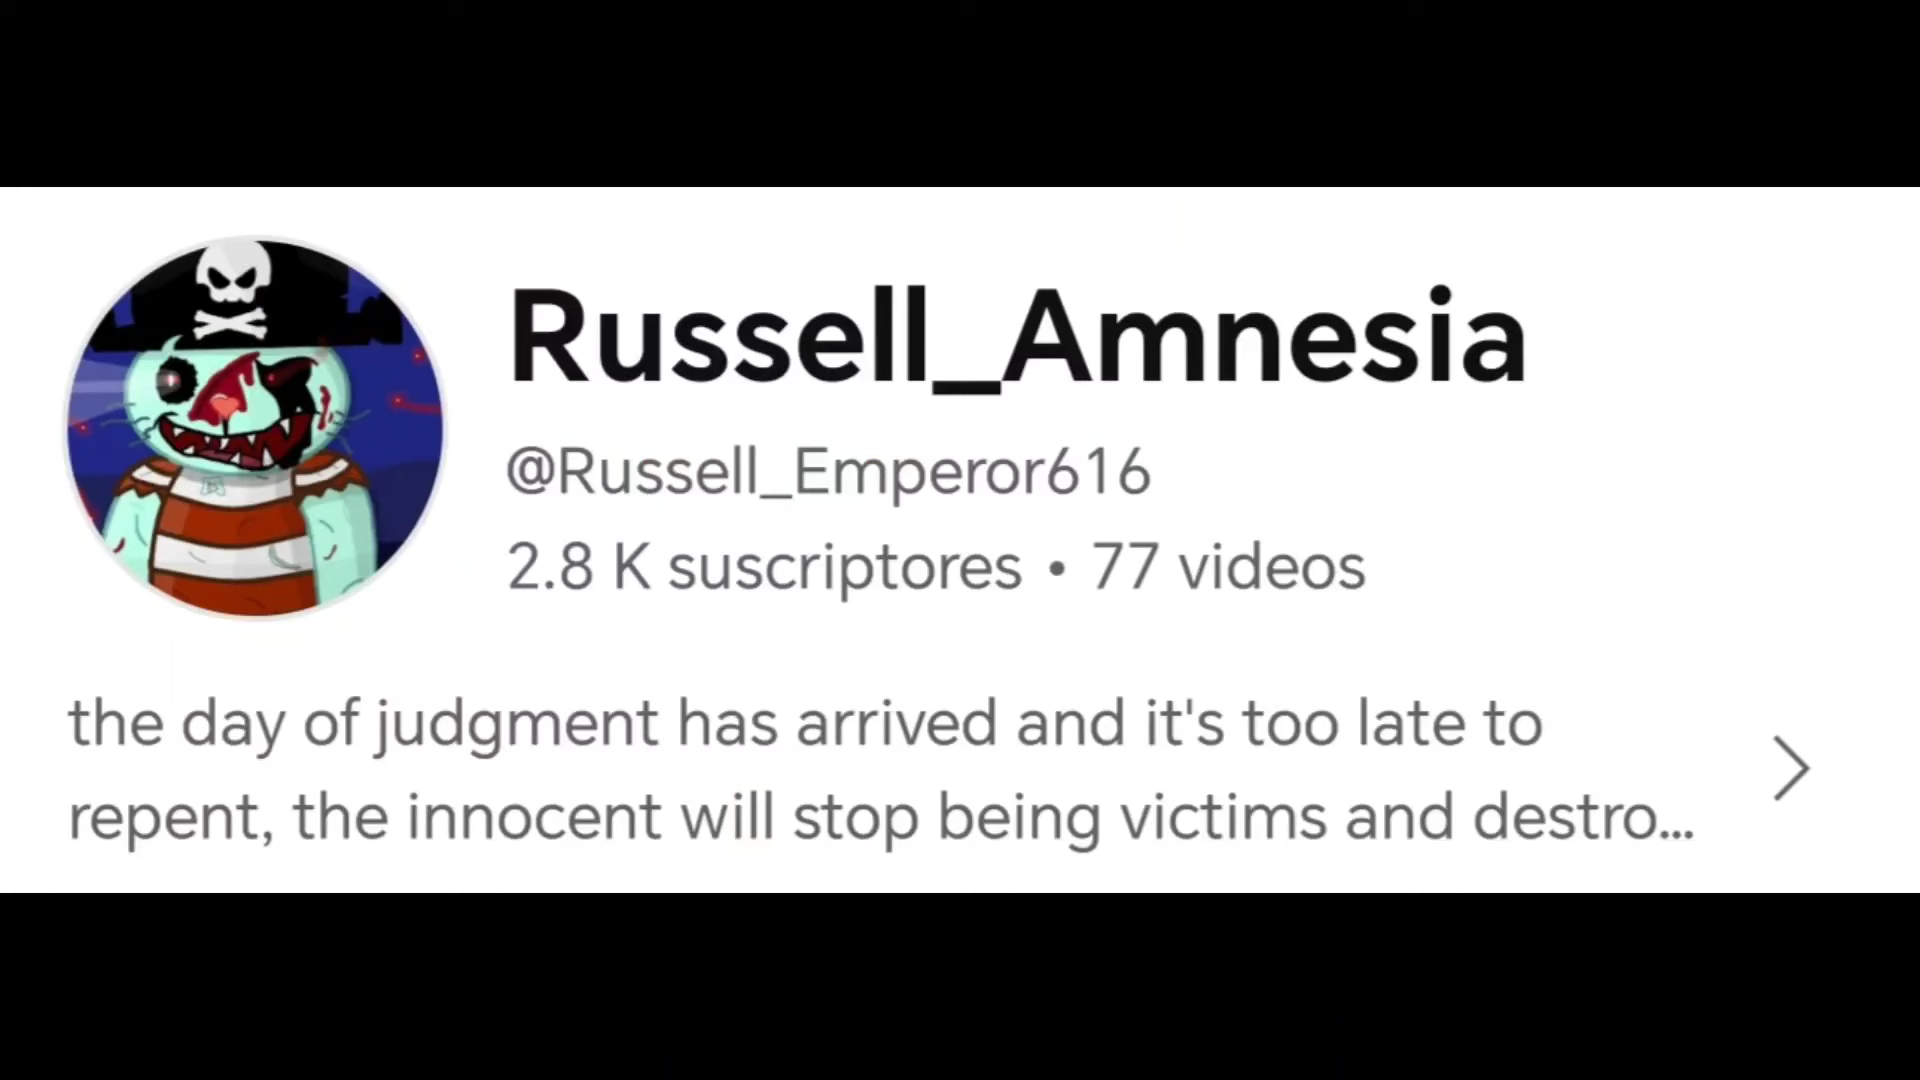 Russell_Amnesia
@Russell_Emperor616
2.8 K suscriptores • 77 videos
the day of judgment has arrived and it's too late to
repent, the innocent will stop being victims and destro...